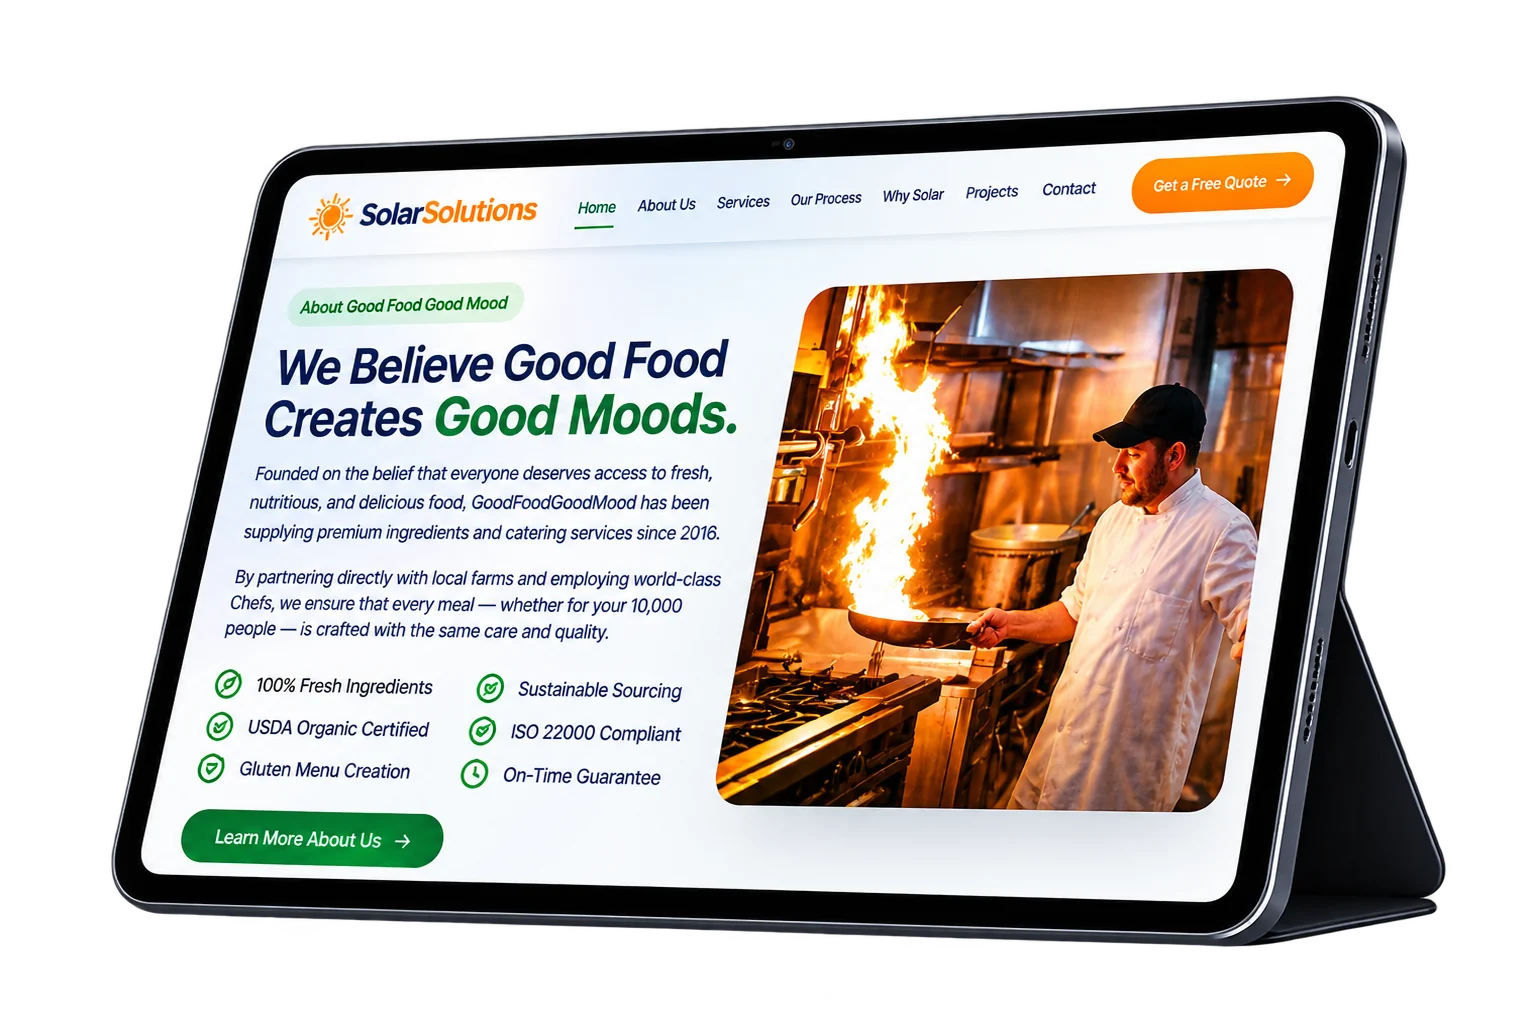 SolarSolutions
Home About Us Services Our Process Why Solar Projects Contact
Get a Free Quote →
About Good Food Good Mood
We Believe Good Food
Creates Good Moods.
Founded on the belief that everyone deserves access to fresh,
nutritious, and delicious food, GoodFoodGoodMood has been
supplying premium ingredients and catering services since 2016.
By partnering directly with local farms and employing world-class
Chefs, we ensure that every meal — whether for your 10,000
people — is crafted with the same care and quality.
100% Fresh Ingredients
Sustainable Sourcing
USDA Organic Certified
ISO 22000 Compliant
Gluten Menu Creation
On-Time Guarantee
Learn More About Us →